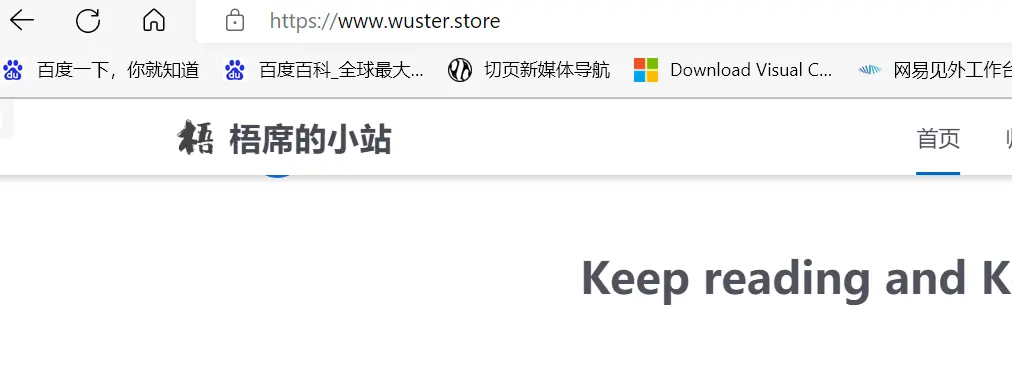 https://www.wuster.store
百度一下，你就知道 百度百科_全球最大... 切页新媒体导航 Download Visual C... 网易见外工作台
梧 梧席的小站 首页
Keep reading and K